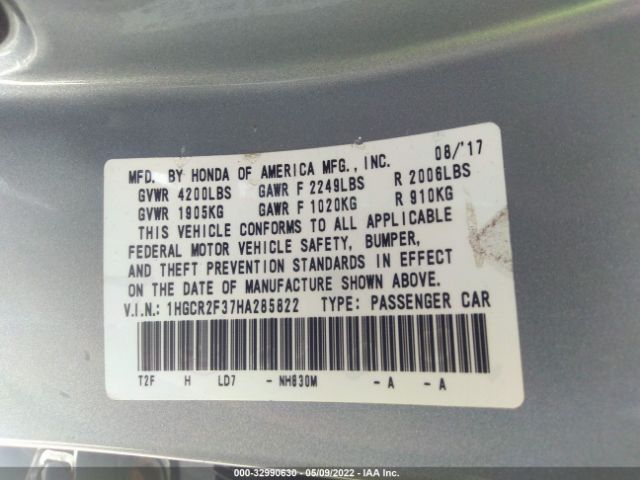 MFD. BY HONDA OF AMERICA MFG., INC. 08/'17
GVWR 4200LBS GAWR F 2249LBS R 2006LBS
GVWR 1905KG GAWR F 1020KG R 910KG
THIS VEHICLE CONFORMS TO ALL APPLICABLE
FEDERAL MOTOR VEHICLE SAFETY, BUMPER,
AND THEFT PREVENTION STANDARDS IN EFFECT
ON THE DATE OF MANUFACTURE SHOWN ABOVE.
V.I.N.: 1HGCR2F37HA285822 TYPE: PASSENGER CAR
T2F H LD7 - NH830M - A - A
000-32990630 - 05/09/2022 - IAA Inc.